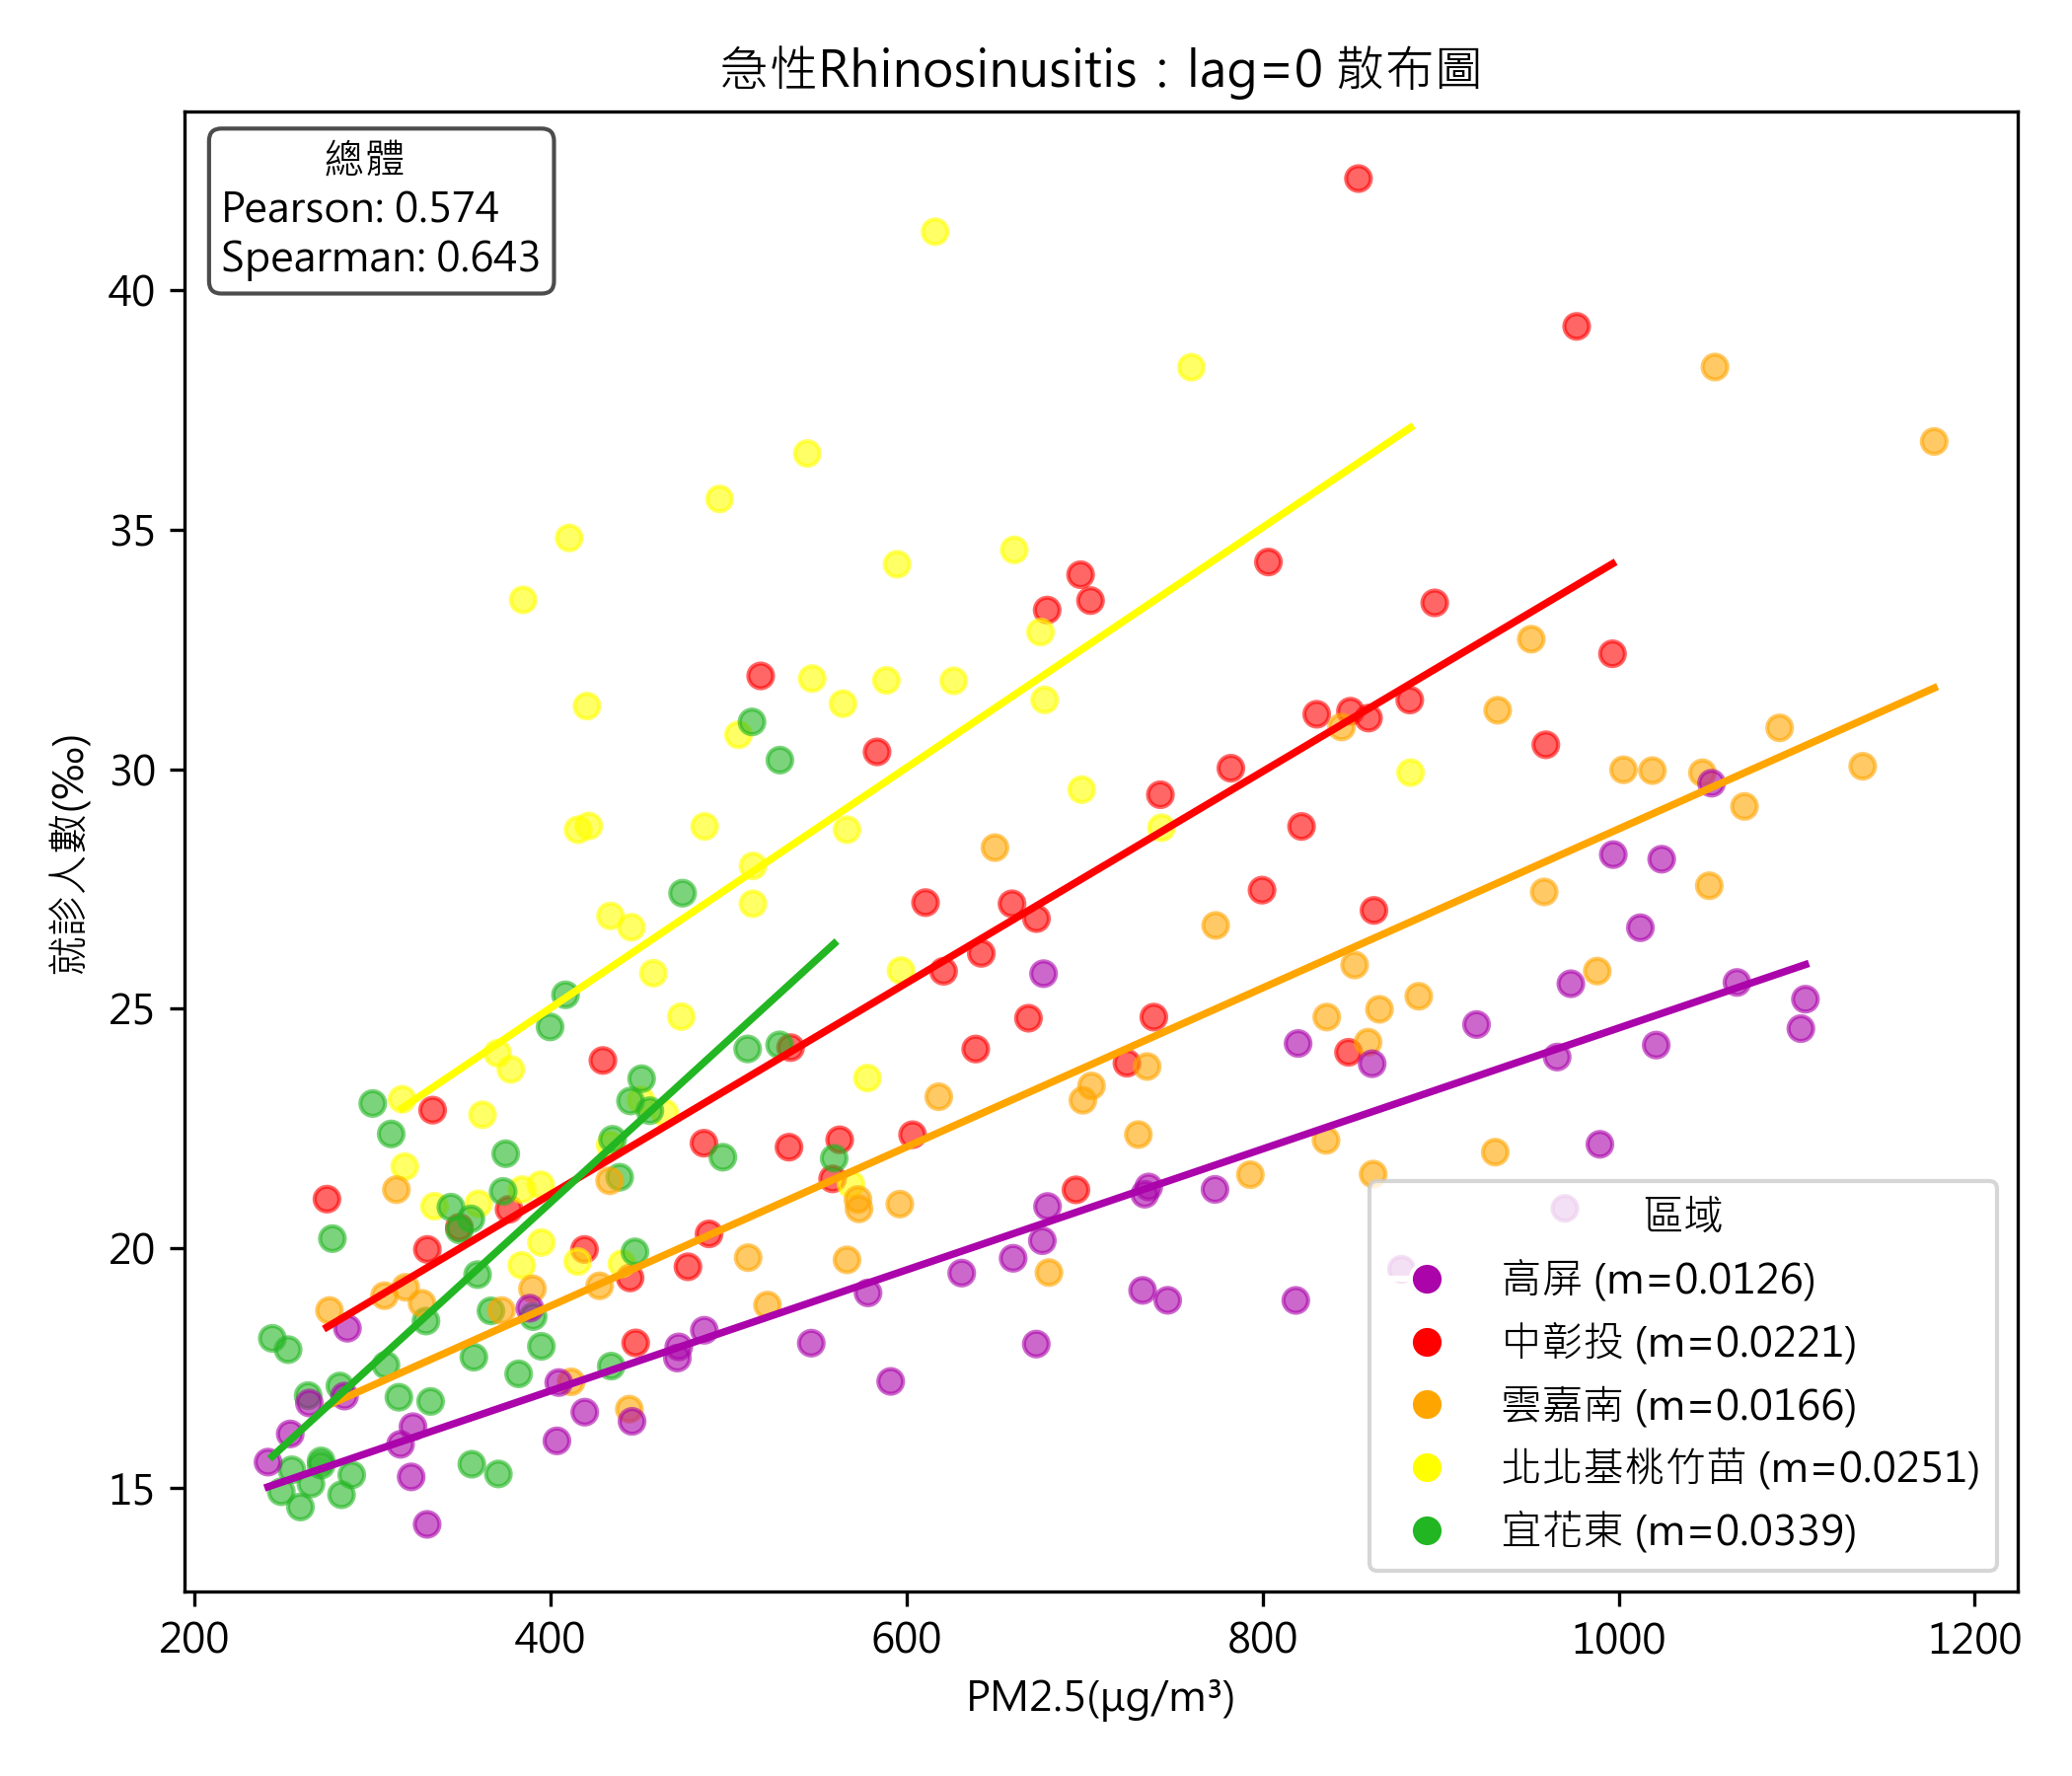 急性Rhinosinusitis：lag=0 散布圖
總體
Pearson: 0.574
Spearman: 0.643
就診人數(‰)
40
35
30
25
20
15
200
400
600
800
1000
1200
PM2.5(μg/m³)
區域
高屏 (m=0.0126)
中彰投 (m=0.0221)
雲嘉南 (m=0.0166)
北北基桃竹苗 (m=0.0251)
宜花東 (m=0.0339)